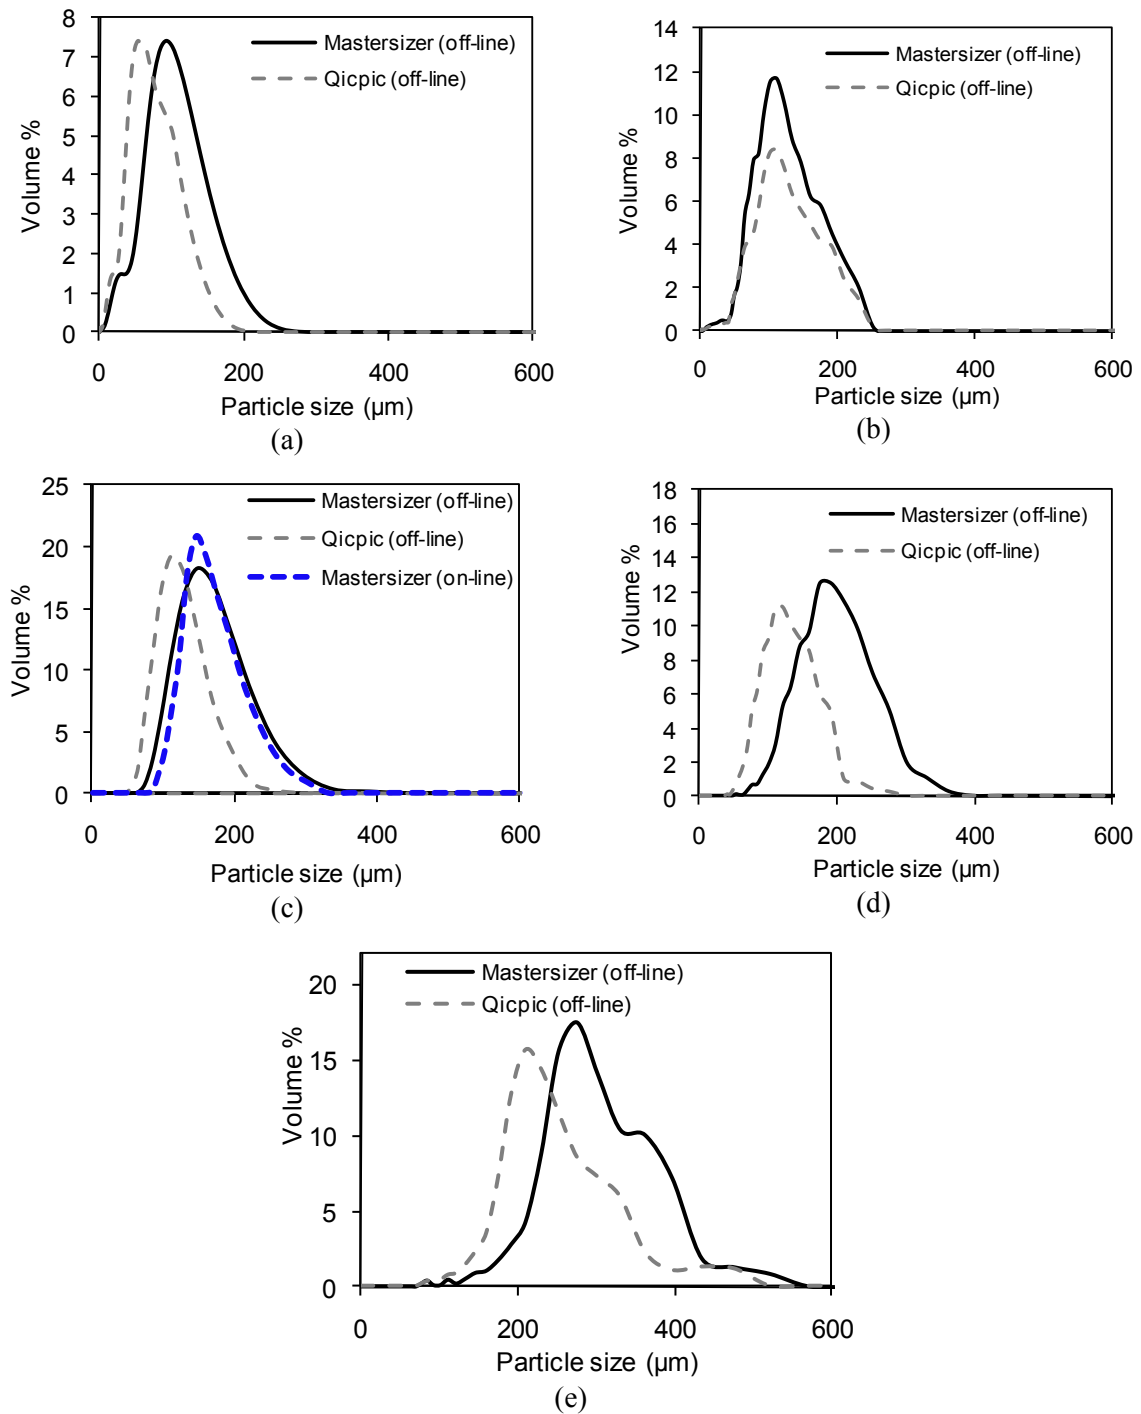 8
7
6
5
4
3
2
1
0
Volume %
Mastersizer (off-line)
Qicpic (off-line)
0 200 400 600
Particle size (µm)
(a)
14
12
10
8
6
4
2
0
Volume %
Mastersizer (off-line)
Qicpic (off-line)
0 200 400 600
Particle size (µm)
(b)
25
20
15
10
5
0
Volume %
Mastersizer (off-line)
Qicpic (off-line)
Mastersizer (on-line)
0 200 400 600
Particle size (µm)
(c)
18
16
14
12
10
8
6
4
2
0
Volume %
Mastersizer (off-line)
Qicpic (off-line)
0 200 400 600
Particle size (µm)
(d)
20
15
10
5
0
Volume %
Mastersizer (off-line)
Qicpic (off-line)
0 200 400 600
Particle size (µm)
(e)